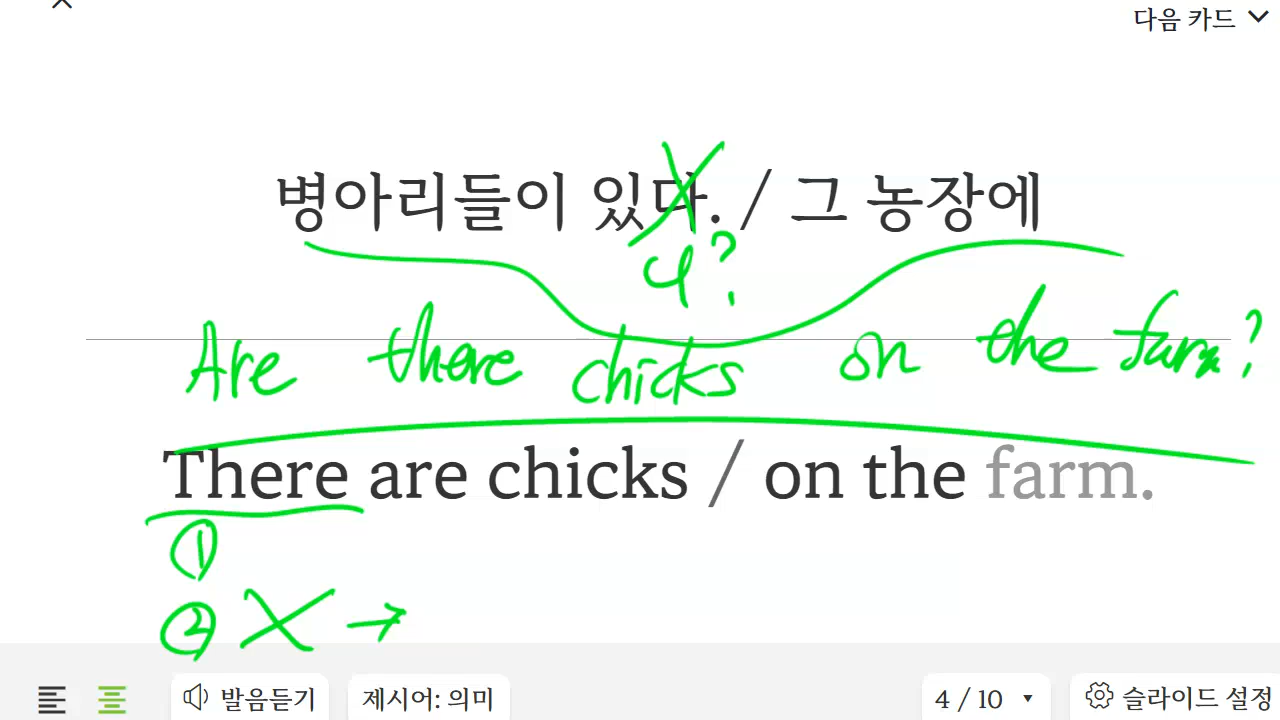 다음 카드
병아리들이 있다. / 그 농장에
냐?
Are there chicks on the farm?
There are chicks / on the farm.
①
② X →
발음듣기 제시어: 의미 4 / 10 슬라이드 설정